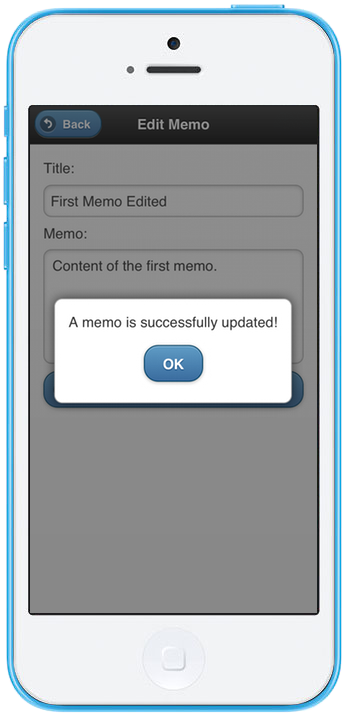 Back
Edit Memo
Title:
First Memo Edited
Memo:
Content of the first memo.
A memo is successfully updated!
OK